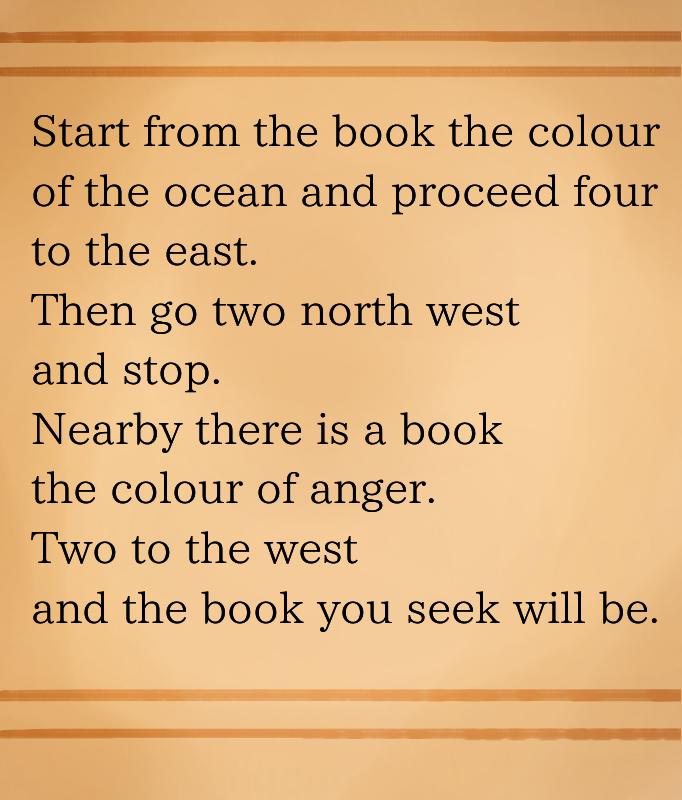 Start from the book the colour
of the ocean and proceed four
to the east.
Then go two north west
and stop.
Nearby there is a book
the colour of anger.
Two to the west
and the book you seek will be.